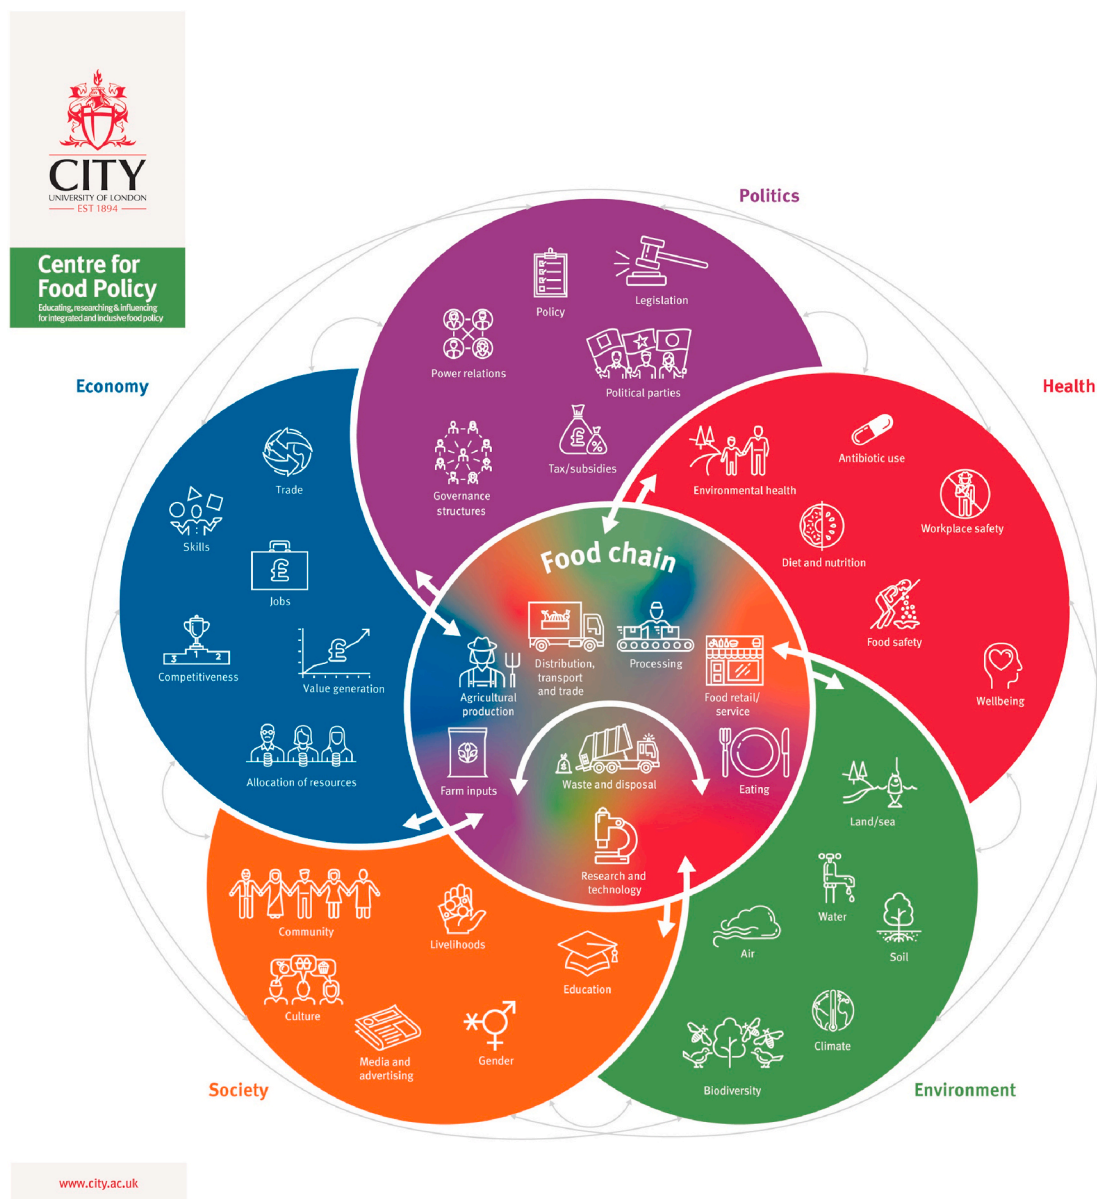 CITY
UNIVERSITY OF LONDON
EST 1894
Centre for
Food Policy
Educating, researching & influencing
for integrated and inclusive food policy
Politics
Policy
Legislation
Power relations
Political parties
Governance
structures
Tax/subsidies
Economy
Trade
Skills
Jobs
£
Competitiveness
3 1 2
£
Value generation
Allocation of resources
£
%
Health
Environmental health
Antibiotic use
Workplace safety
Diet and nutrition
Food safety
Wellbeing
Food chain
Agricultural
production
Distribution,
transport
and trade
Processing
Food retail/
service
Farm inputs
Waste and disposal
Eating
Research and
technology
Society
Community
Livelihoods
Education
Culture
Media and
advertising
Gender
Environment
Land/sea
Water
Air
Soil
Climate
Biodiversity
www.city.ac.uk